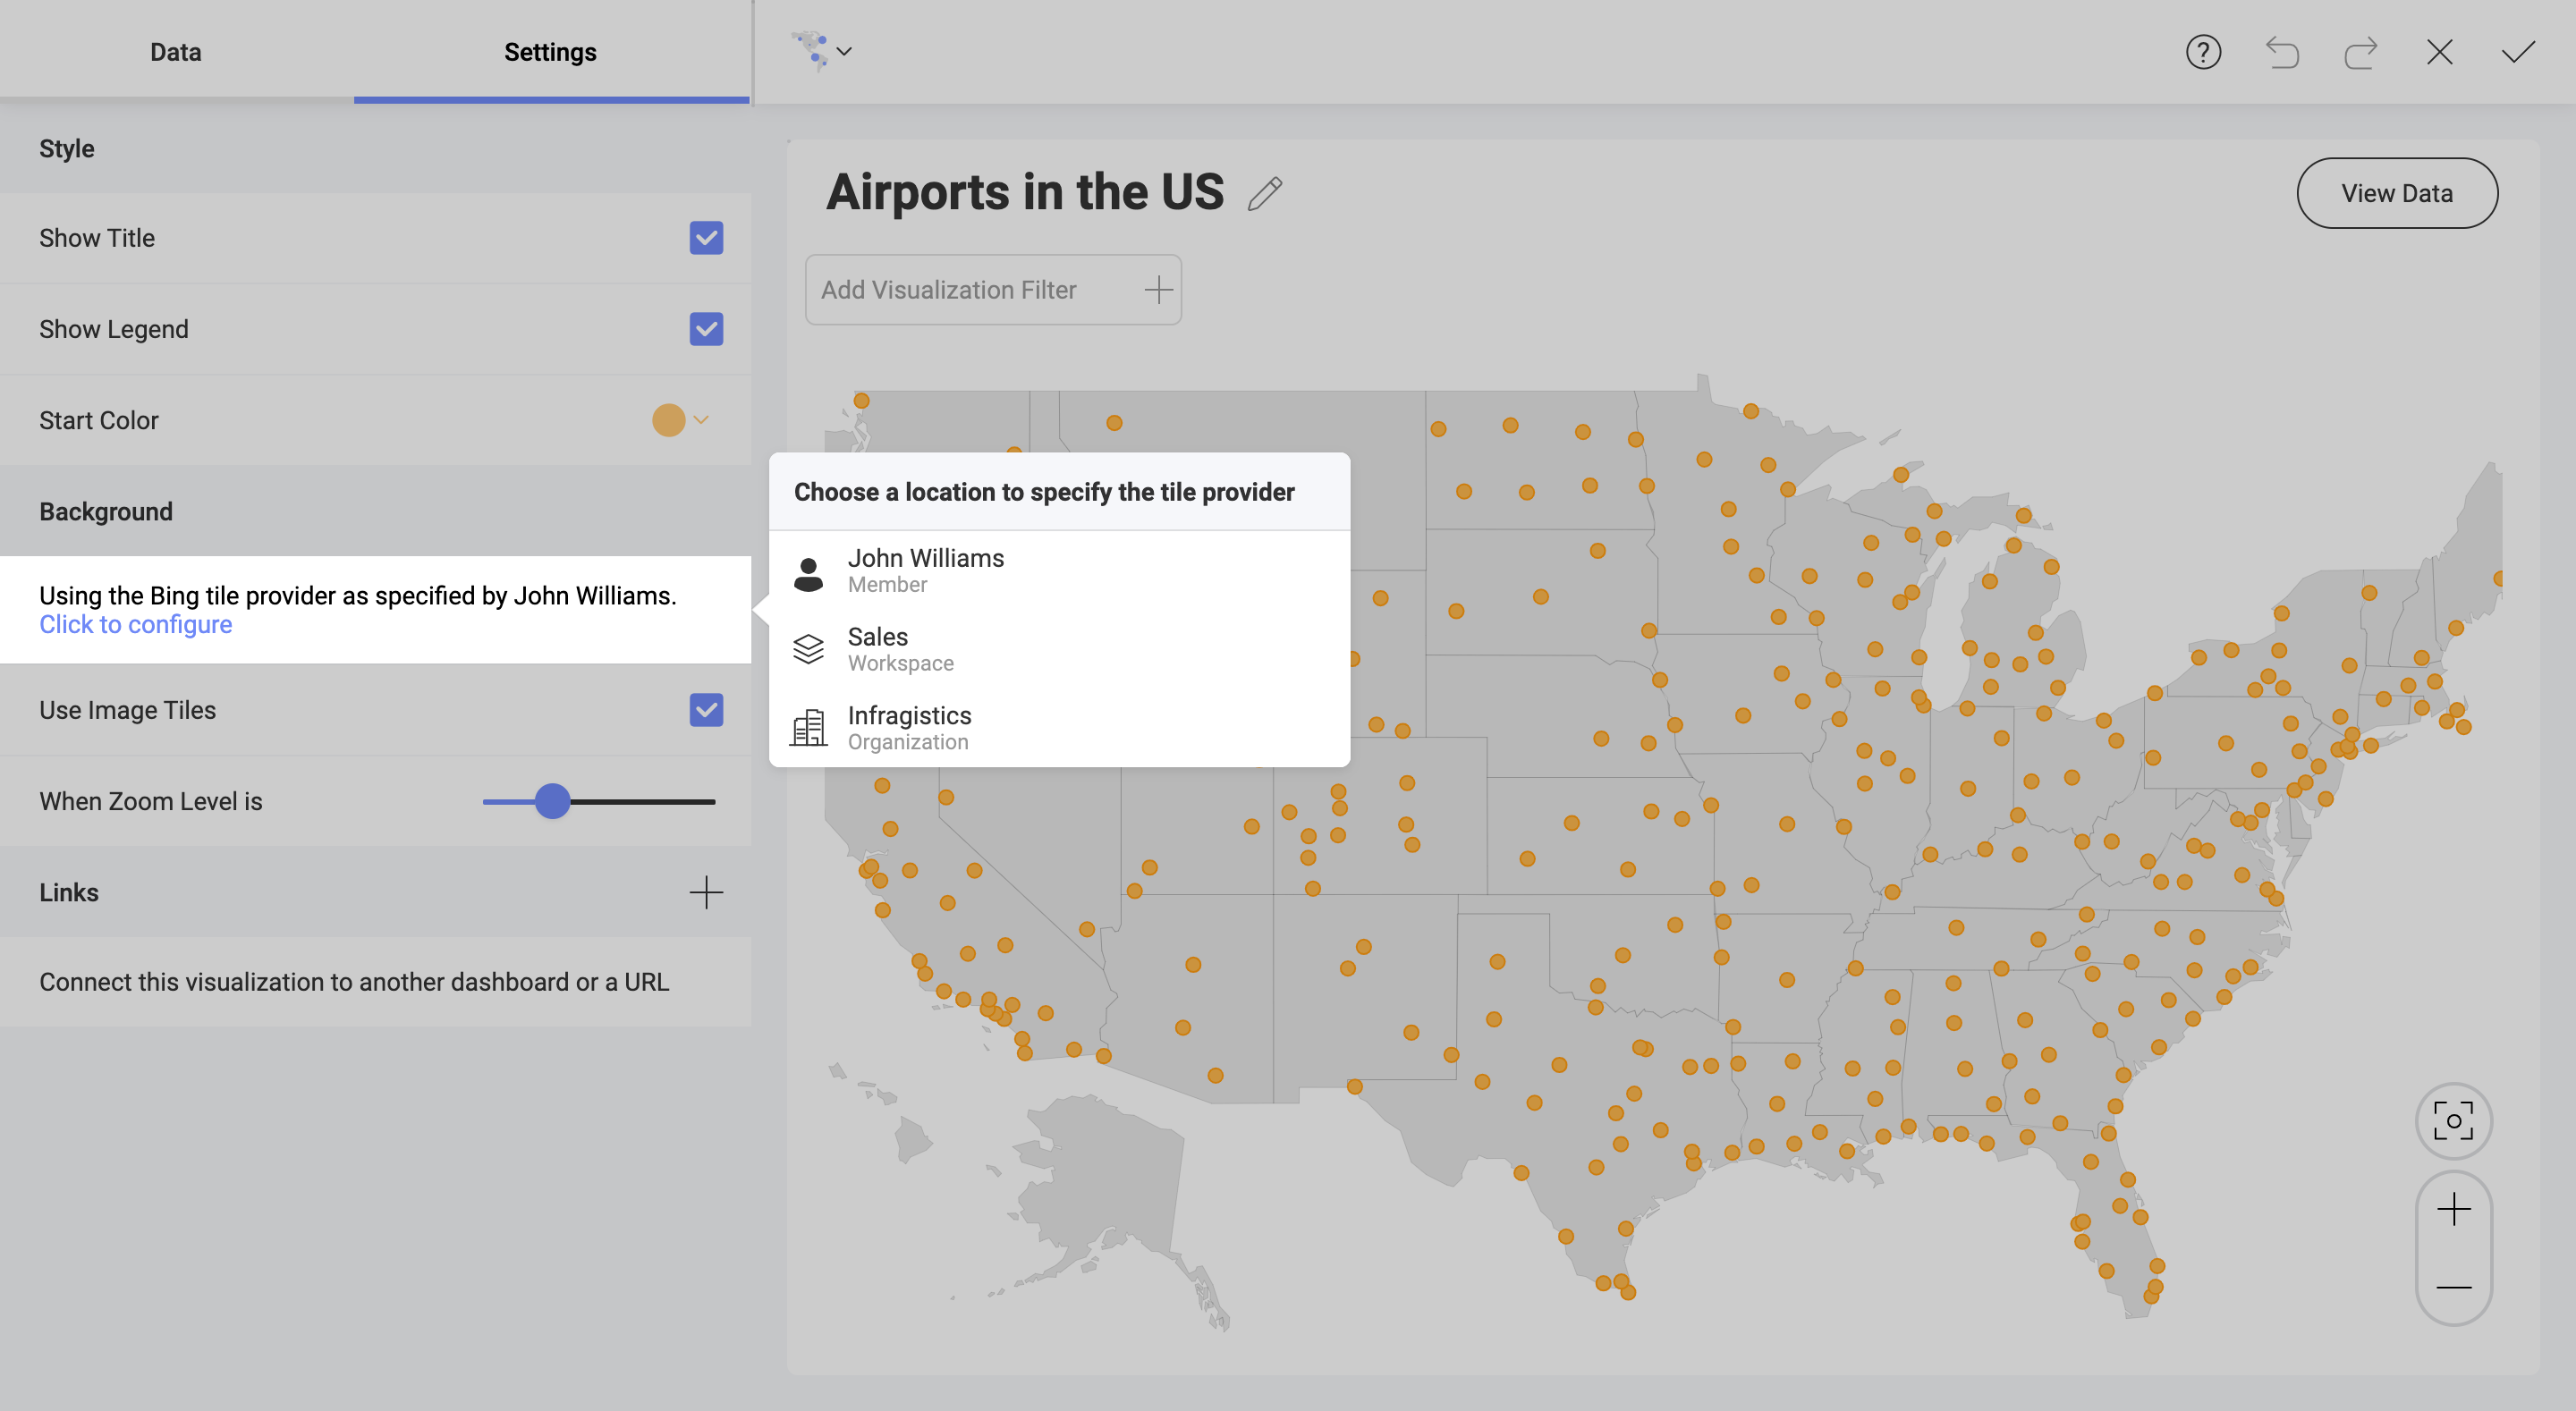 Data
Settings
?
Style
Show Title
Show Legend
Start Color
Background
Using the Bing tile provider as specified by John Williams.
Click to configure
Use Image Tiles
When Zoom Level is
Links
Connect this visualization to another dashboard or a URL
Airports in the US
View Data
Add Visualization Filter
Choose a location to specify the tile provider
John Williams
Member
Sales
Workspace
Infragistics
Organization